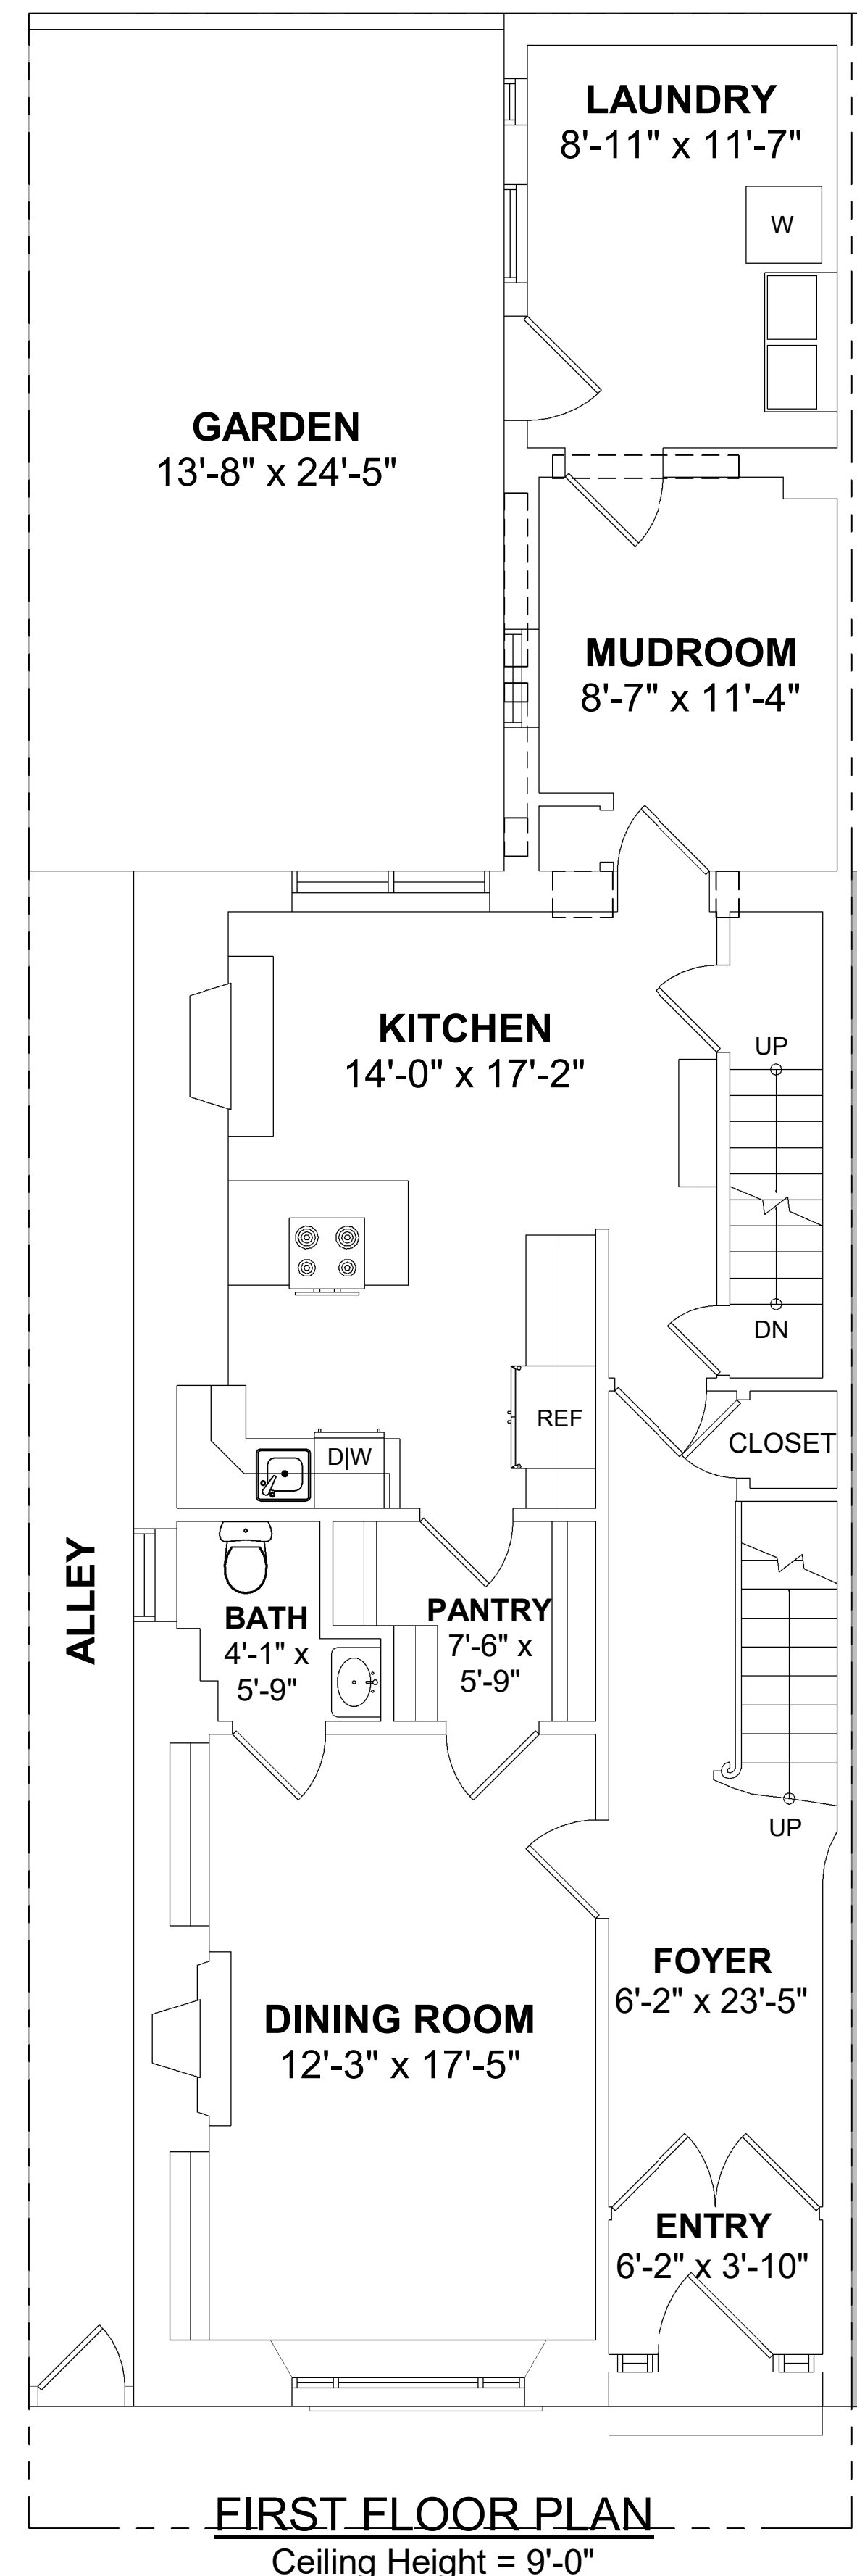 LAUNDRY
8'-11" x 11'-7"
W
GARDEN
13'-8" x 24'-5"
MUDROOM
8'-7" x 11'-4"
KITCHEN
14'-0" x 17'-2"
UP
DN
REF
D|W
CLOSET
ALLEY
BATH
4'-1" x
5'-9"
PANTRY
7'-6" x
5'-9"
UP
FOYER
6'-2" x 23'-5"
DINING ROOM
12'-3" x 17'-5"
ENTRY
6'-2" x 3'-10"
FIRST FLOOR PLAN
Ceiling Height = 9'-0"